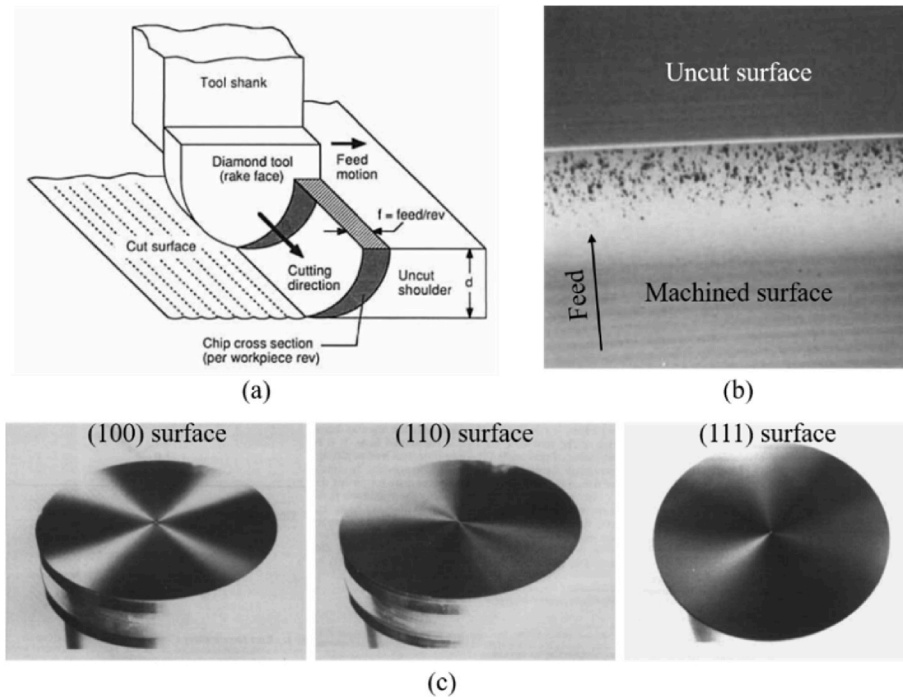 Tool shank
Diamond tool
(rake face)
Feed
motion
f = feed/rev
Cut surface
Cutting
direction
Uncut
shoulder
d
Chip cross section
(per workpiece rev)
(a)
Uncut surface
Feed
Machined surface
(b)
(100) surface
(110) surface
(111) surface
(c)